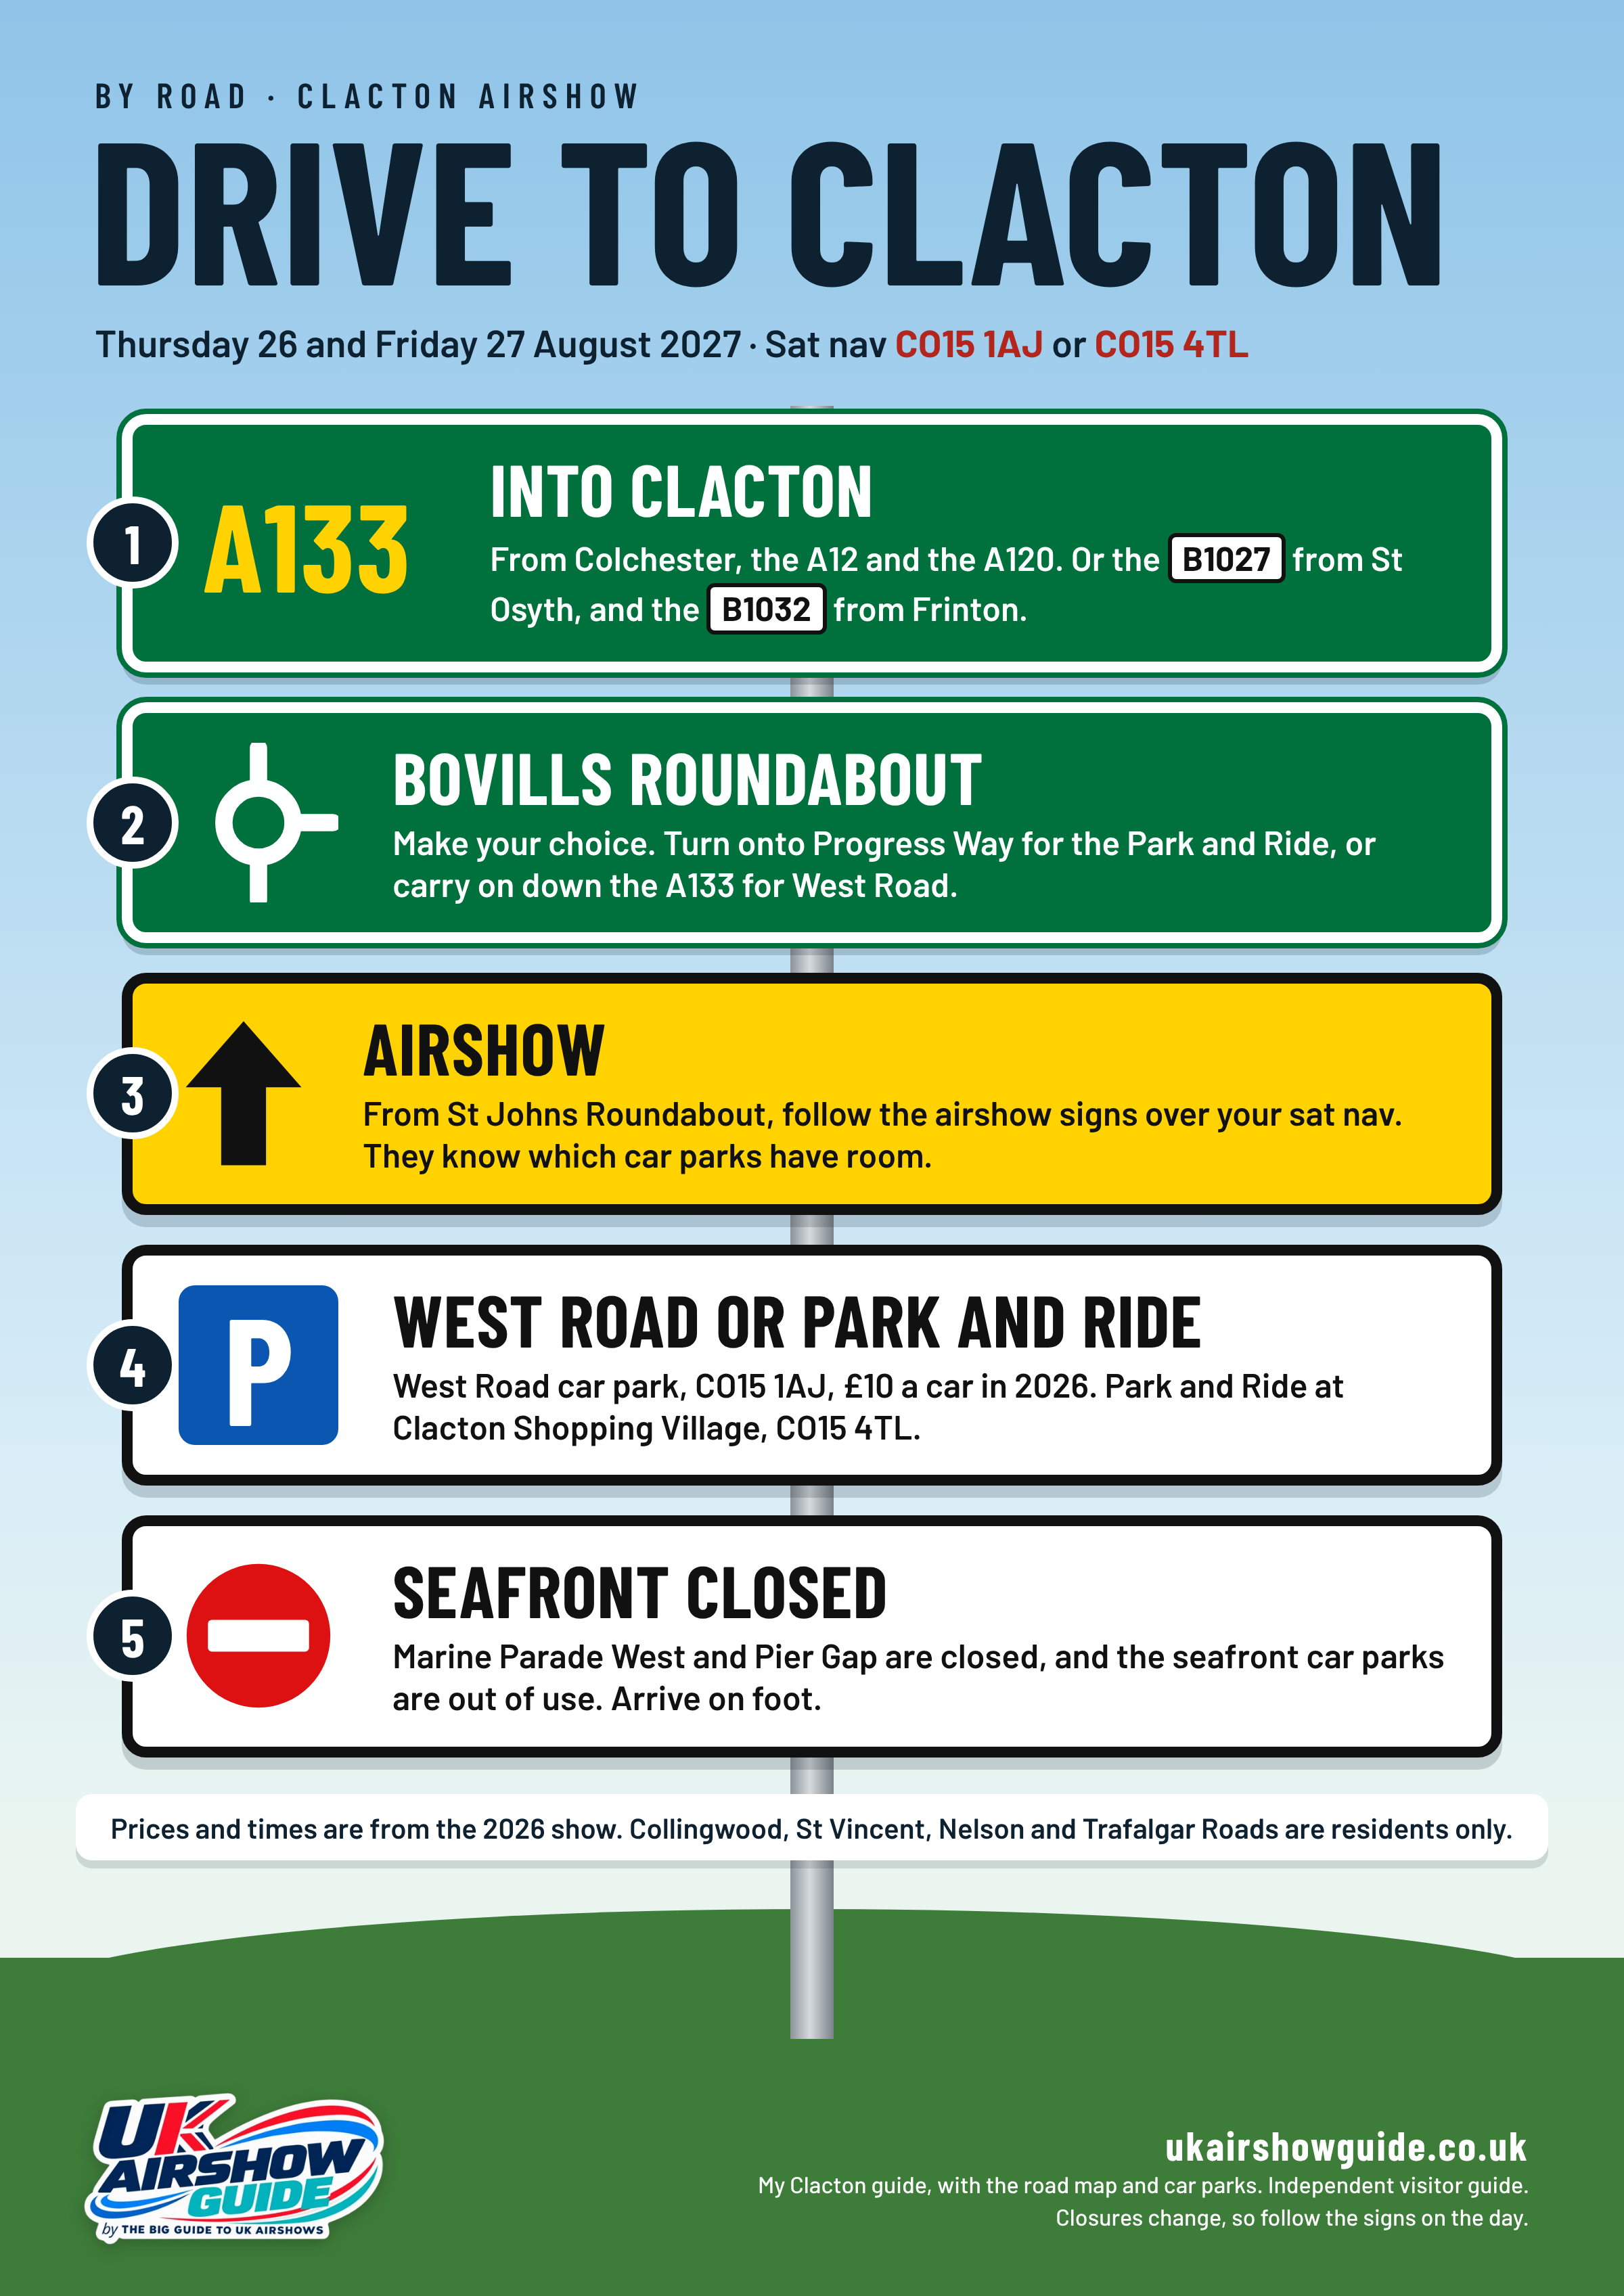 BY ROAD · CLACTON AIRSHOW
DRIVE TO CLACTON
Thursday 26 and Friday 27 August 2027 · Sat nav CO15 1AJ or CO15 4TL
1
A133
INTO CLACTON
From Colchester, the A12 and the A120. Or the B1027 from St
Osyth, and the B1032 from Frinton.
2
BOVILLS ROUNDABOUT
Make your choice. Turn onto Progress Way for the Park and Ride, or
carry on down the A133 for West Road.
3
AIRSHOW
From St Johns Roundabout, follow the airshow signs over your sat nav.
They know which car parks have room.
4
P
WEST ROAD OR PARK AND RIDE
West Road car park, CO15 1AJ, £10 a car in 2026. Park and Ride at
Clacton Shopping Village, CO15 4TL.
5
SEAFRONT CLOSED
Marine Parade West and Pier Gap are closed, and the seafront car parks
are out of use. Arrive on foot.
Prices and times are from the 2026 show. Collingwood, St Vincent, Nelson and Trafalgar Roads are residents only.
UK
AIRSHOW
GUIDE
by THE BIG GUIDE TO UK AIRSHOWS
ukairshowguide.co.uk
My Clacton guide, with the road map and car parks. Independent visitor guide.
Closures change, so follow the signs on the day.